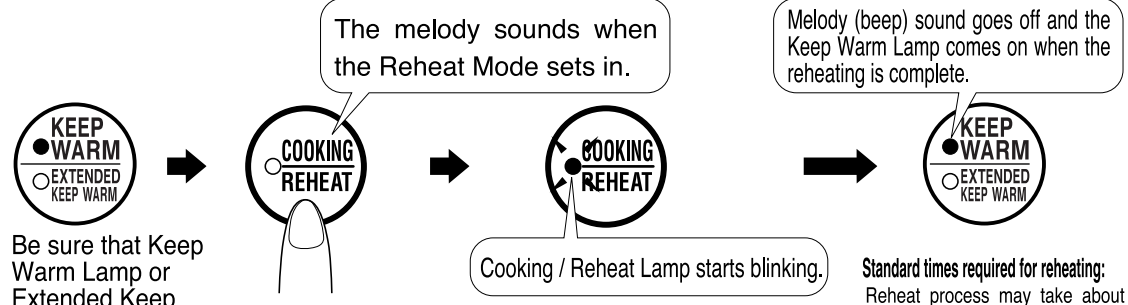 The melody sounds when
the Reheat Mode sets in.
Melody (beep) sound goes off and the
Keep Warm Lamp comes on when the
reheating is complete.
KEEP
WARM
EXTENDED
KEEP WARM
COOKING
REHEAT
COOKING
REHEAT
KEEP
WARM
EXTENDED
KEEP WARM
Be sure that Keep
Warm Lamp or
Extended Keep
Cooking / Reheat Lamp starts blinking.
Standard times required for reheating:
Reheat process may take about